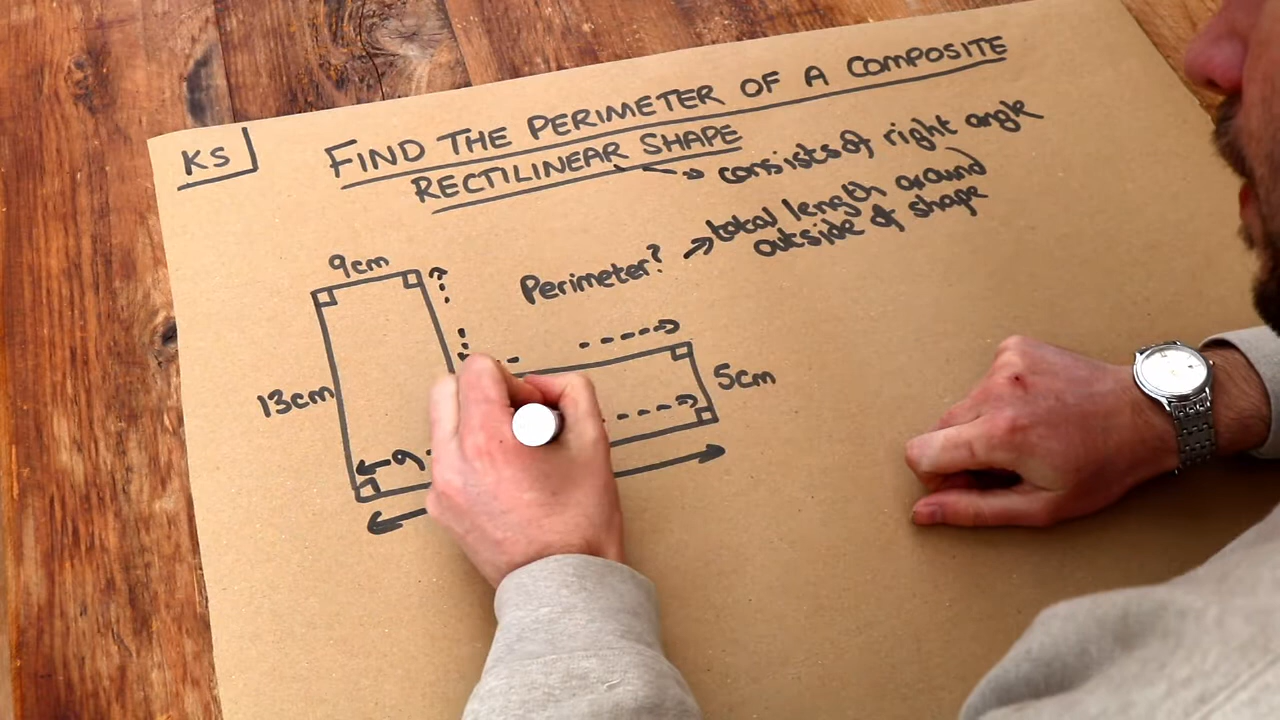 KS
FIND THE PERIMETER OF A COMPOSITE
RECTILINEAR SHAPE
consists of right angle
Perimeter?
total length around
outside of shape
9cm
13cm
5cm
9